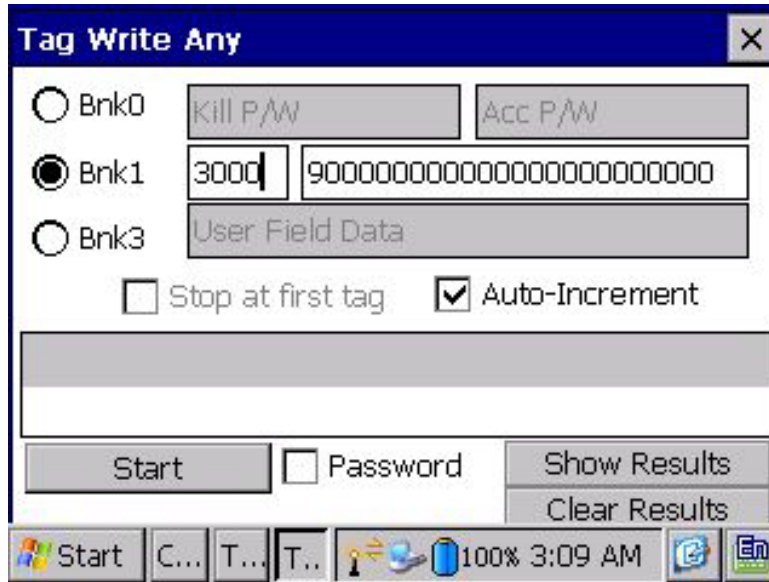 Tag Write Any
Bnk0 Kill P/W Acc P/W
Bnk1 3000 900000000000000000000000
Bnk3 User Field Data
Stop at first tag Auto-Increment
Start Password Show Results
Clear Results
Start C... T... T.. 100% 3:09 AM En